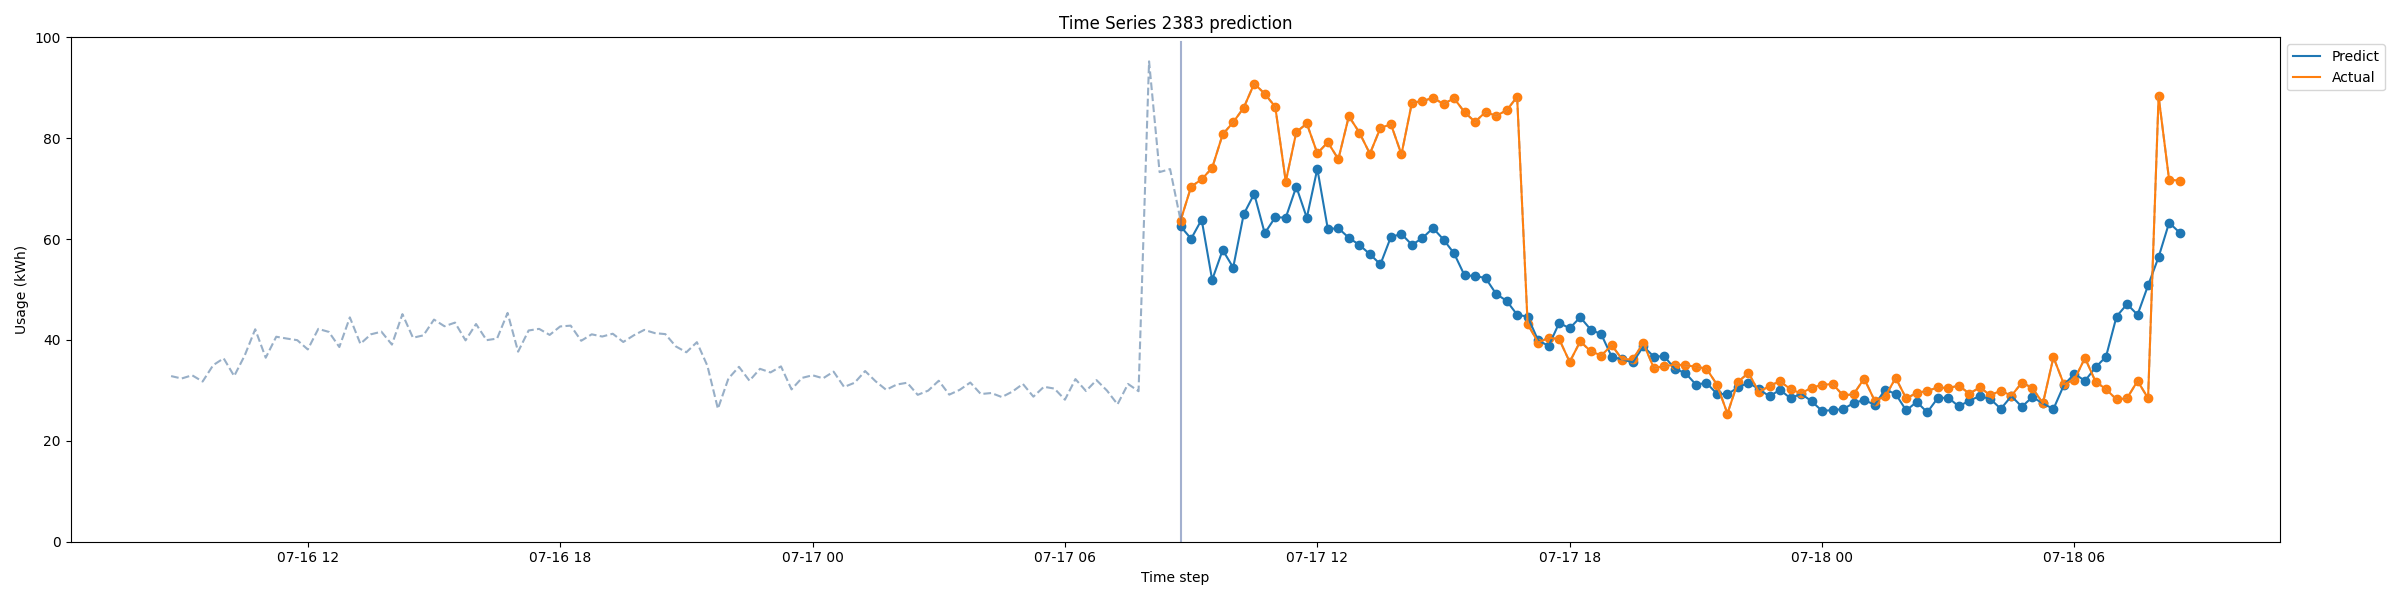 Time Series 2383 prediction
100
80
60
40
20
0
Usage (kWh)
07-16 12
07-16 18
07-17 00
07-17 06
07-17 12
07-17 18
07-18 00
07-18 06
Time step
Predict
Actual